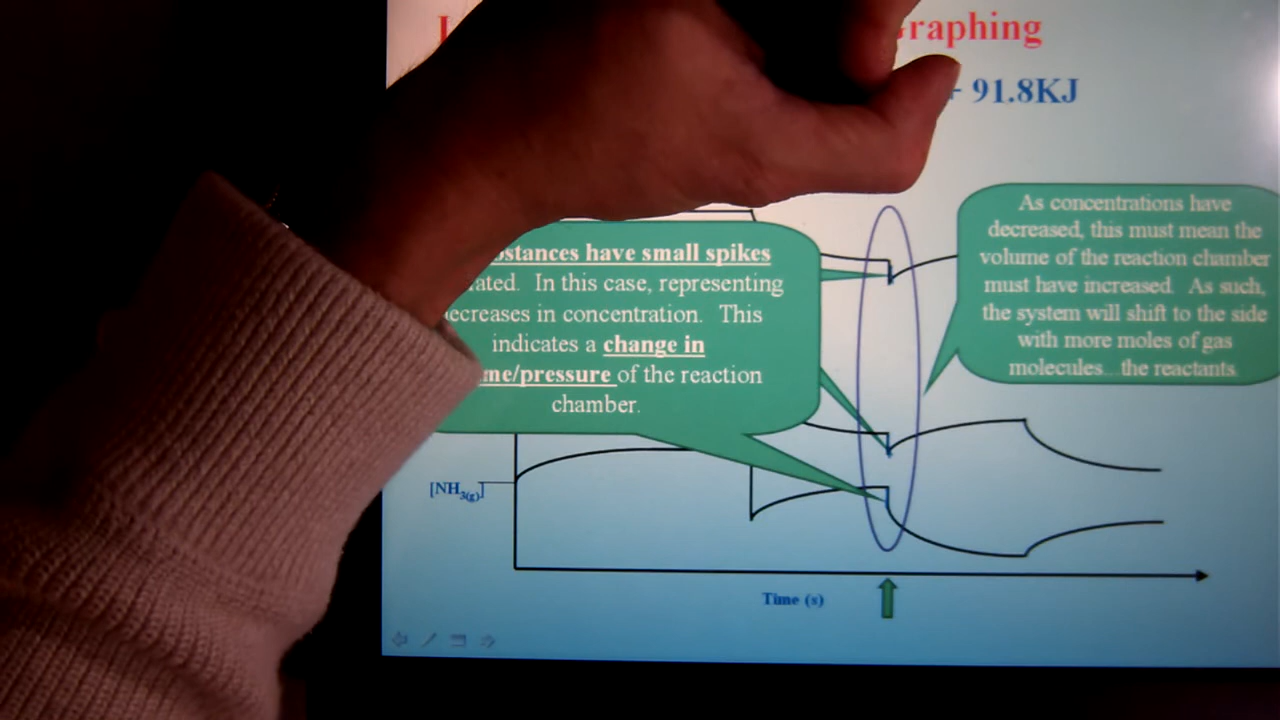 raphing
+ 91.8KJ
stances have small spikes
ated. In this case, representing
ecreases in concentration. This
indicates a change in
me/pressure of the reaction
chamber.
As concentrations have
decreased, this must mean the
volume of the reaction chamber
must have increased. As such,
the system will shift to the side
with more moles of gas
molecules...the reactants.
[NH3(g)]
Time (s)